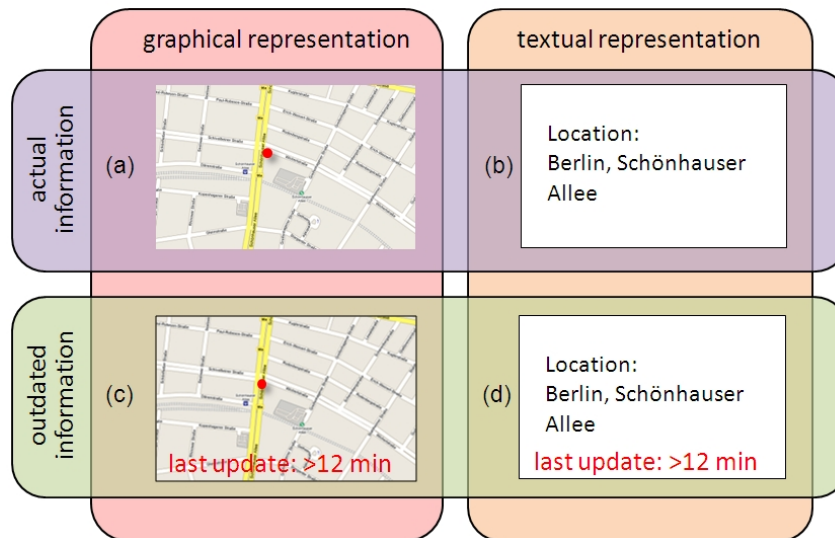 graphical representation
textual representation
actual
information
(a)
(b)
Location:
Berlin, Schönhauser
Allee
outdated
information
(c)
last update: >12 min
(d)
Location:
Berlin, Schönhauser
Allee
last update: >12 min